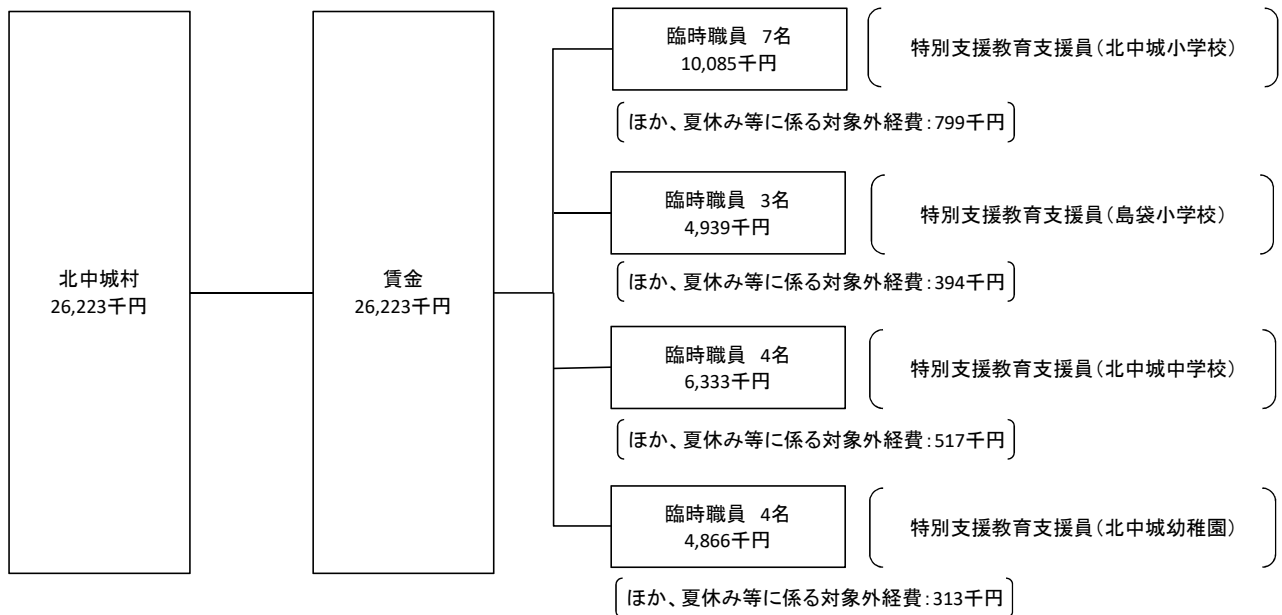 北中城村
26,223千円
賃金
26,223千円
臨時職員 7名
10,085千円
特別支援教育支援員(北中城小学校)
ほか、夏休み等に係る対象外経費:799千円
臨時職員 3名
4,939千円
特別支援教育支援員(島袋小学校)
ほか、夏休み等に係る対象外経費:394千円
臨時職員 4名
6,333千円
特別支援教育支援員(北中城中学校)
ほか、夏休み等に係る対象外経費:517千円
臨時職員 4名
4,866千円
特別支援教育支援員(北中城幼稚園)
ほか、夏休み等に係る対象外経費:313千円